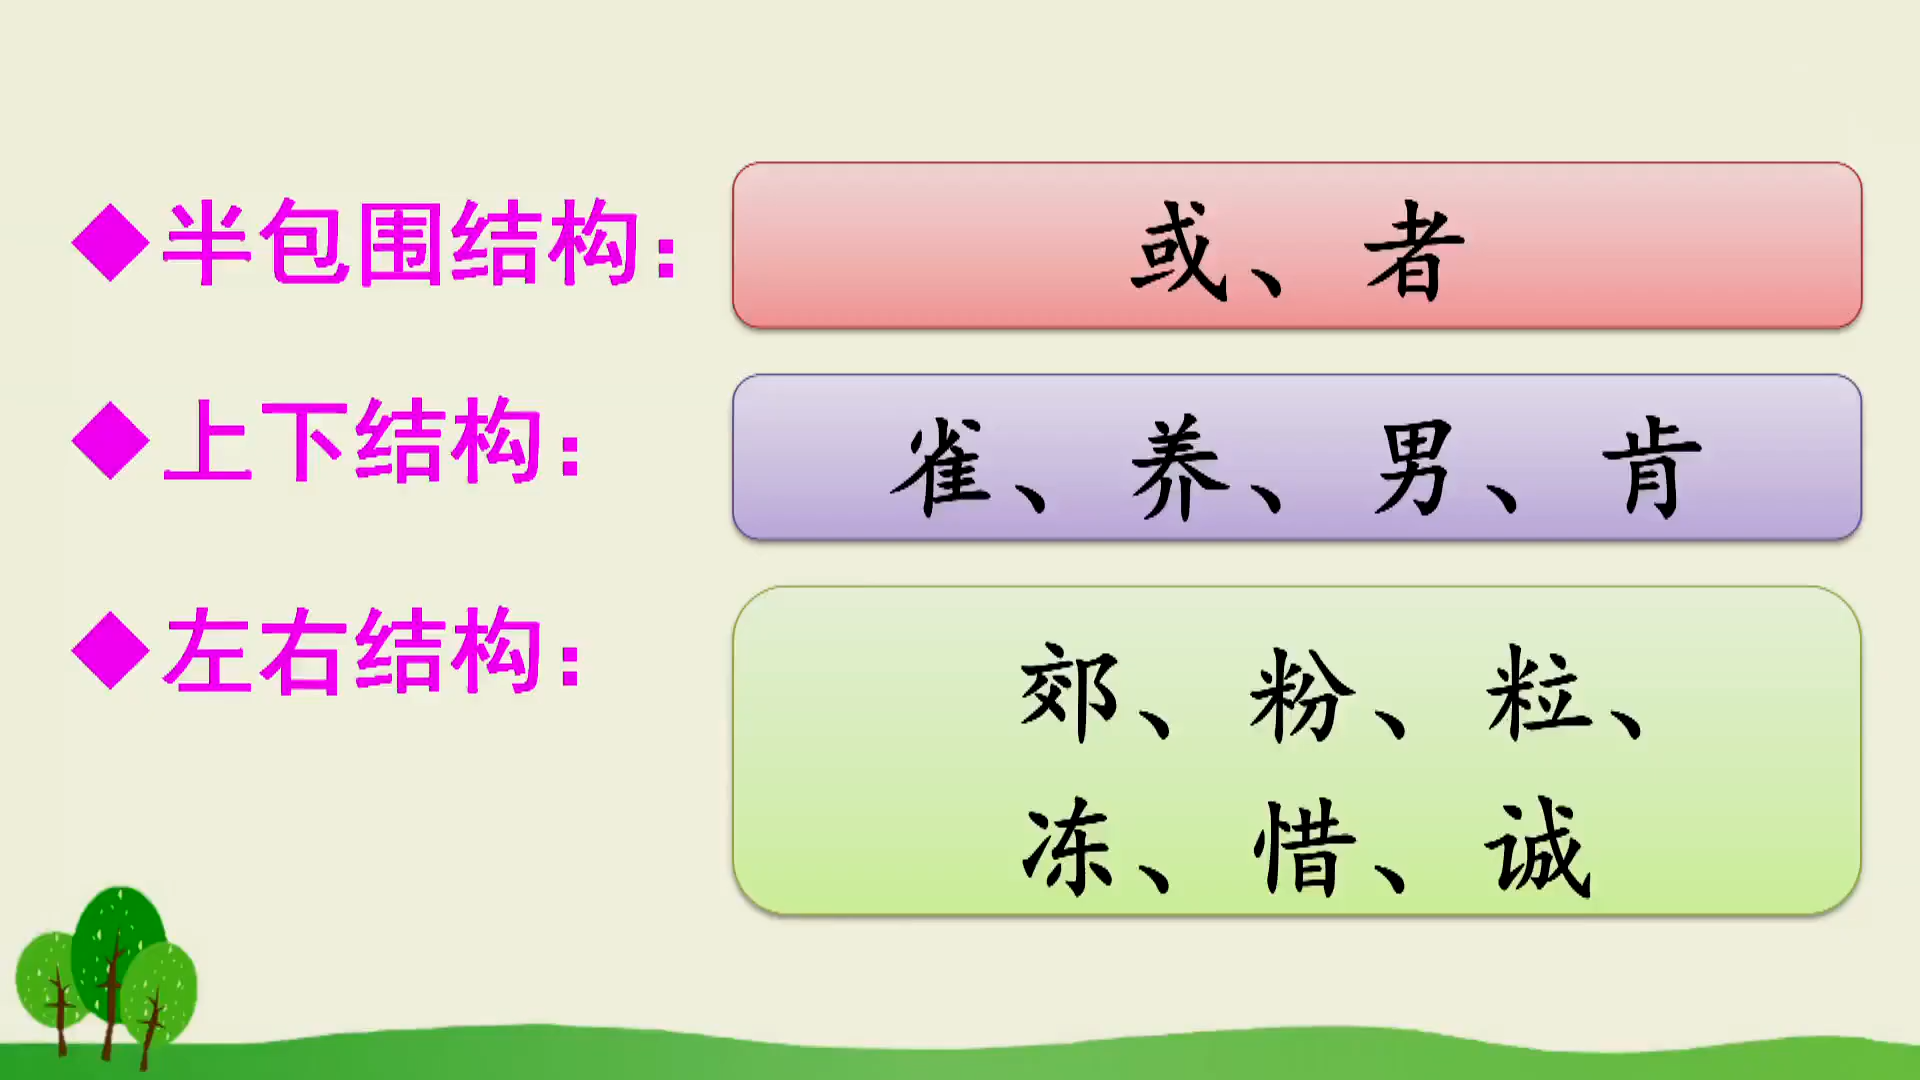 ◆半包围结构：
或、者
◆上下结构：
雀、养、男、肯
◆左右结构：
郊、粉、粒、
冻、惜、诚